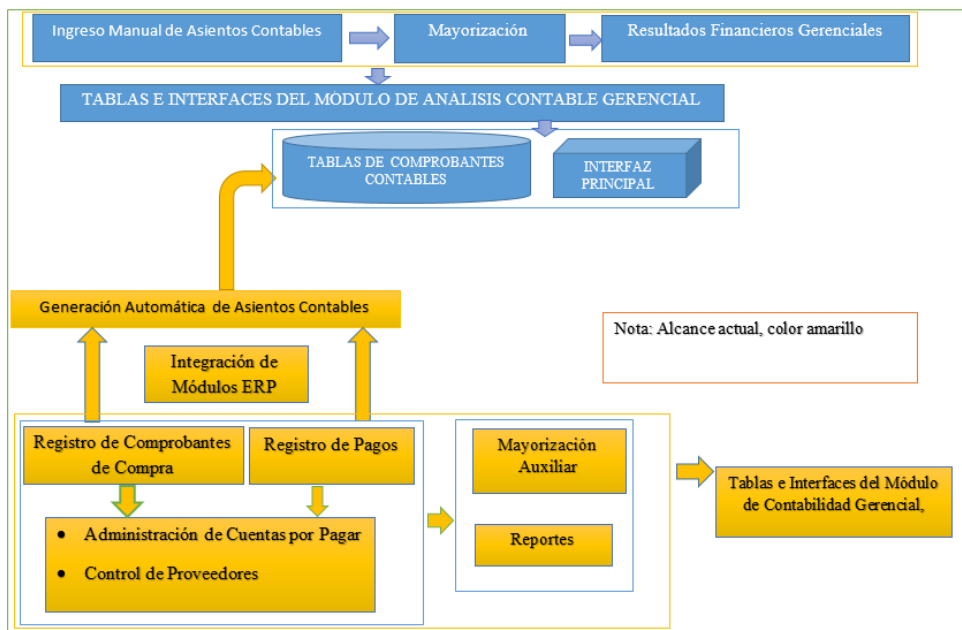 Ingreso Manual de Asientos Contables
Mayorización
Resultados Financieros Gerenciales
TABLAS E INTERFACES DEL MÓDULO DE ANÁLISIS CONTABLE GERENCIAL
TABLAS DE COMPROBANTES
CONTABLES
INTERFAZ
PRINCIPAL
Generación Automática de Asientos Contables
Nota: Alcance actual, color amarillo
Integración de
Módulos ERP
Registro de Comprobantes
de Compra
Registro de Pagos
Mayorización
Auxiliar
Tablas e Interfaces del Módulo
de Contabilidad Gerencial,
• Administración de Cuentas por Pagar
• Control de Proveedores
Reportes